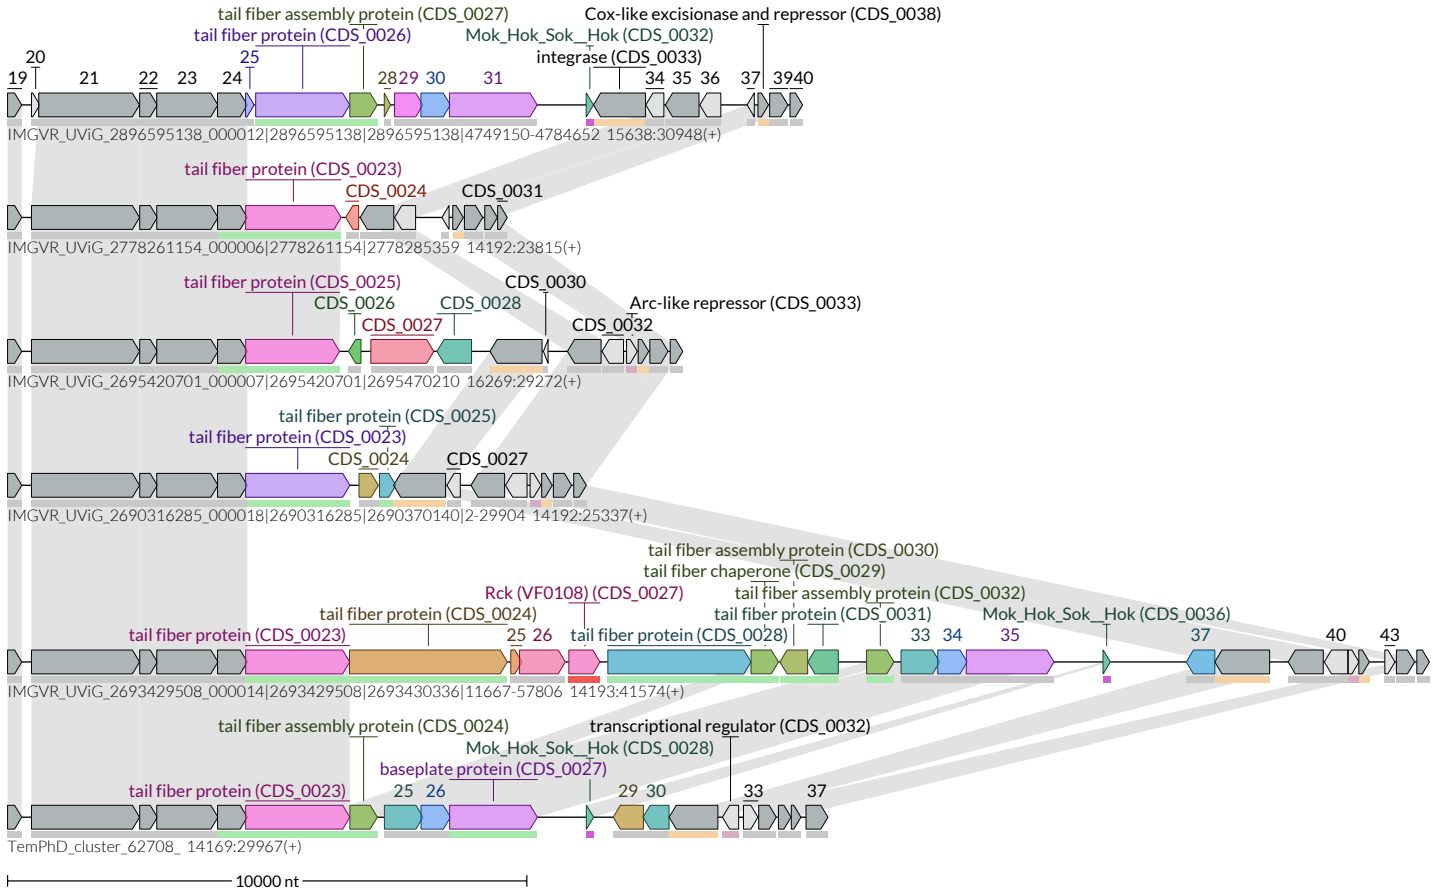 tail fiber assembly protein (CDS_0027)
Cox-like excisionase and repressor (CDS_0038)
tail fiber protein (CDS_0026)
Mok_Hok_Sok__Hok (CDS_0032)
20
25
integrase (CDS_0033)
19 21 22 23 24 28 29 30 31 34 35 36 37 39 40
IMGVR_UViG_2896595138_000012|2896595138|2896595138|4749150-4784652 15638:30948(+)
tail fiber protein (CDS_0023)
CDS_0024
CDS_0031
IMGVR_UViG_2778261154_000006|2778261154|2778285359 14192:23815(+)
tail fiber protein (CDS_0025)
CDS_0030
CDS_0026
CDS_0028
Arc-like repressor (CDS_0033)
CDS_0027
CDS_0032
IMGVR_UViG_2695420701_000007|2695420701|2695470210 16269:29272(+)
tail fiber protein (CDS_0025)
tail fiber protein (CDS_0023)
CDS_0024
CDS_0027
IMGVR_UViG_2690316285_000018|2690316285|2690370140|2-29904 14192:25337(+)
tail fiber assembly protein (CDS_0030)
tail fiber chaperone (CDS_0029)
Rck (VF0108) (CDS_0027)
tail fiber assembly protein (CDS_0032)
tail fiber protein (CDS_0024)
tail fiber protein (CDS_0031)
Mok_Hok_Sok__Hok (CDS_0036)
tail fiber protein (CDS_0023)
25 26
tail fiber protein (CDS_0028)
33 34 35 37 40 43
IMGVR_UViG_2693429508_000014|2693429508|2693430336|11667-57806 14193:41574(+)
tail fiber assembly protein (CDS_0024)
transcriptional regulator (CDS_0032)
Mok_Hok_Sok__Hok (CDS_0028)
baseplate protein (CDS_0027)
tail fiber protein (CDS_0023)
25 26 29 30 33 37
TemPhD_cluster_62708_ 14169:29967(+)
10000 nt